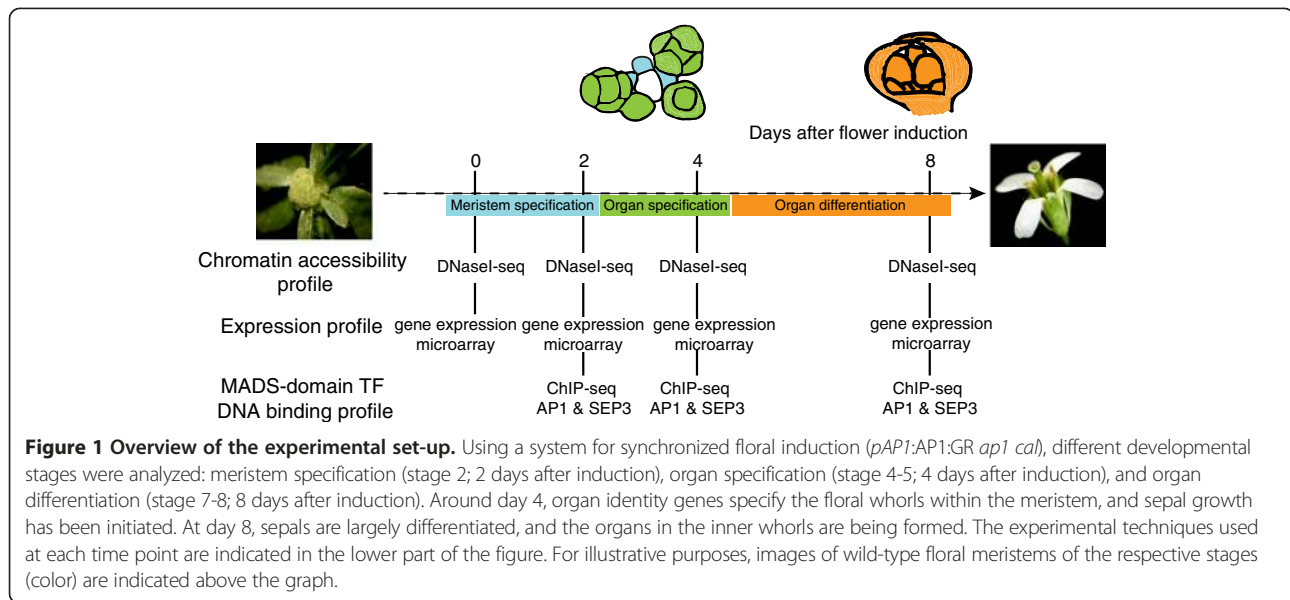 Days after flower induction
0 2 4 8
Meristem specification Organ specification Organ differentiation
Chromatin accessibility
profile
DNaseI-seq DNaseI-seq DNaseI-seq DNaseI-seq
Expression profile
gene expression gene expression gene expression gene expression
microarray microarray microarray microarray
MADS-domain TF
DNA binding profile
ChIP-seq ChIP-seq ChIP-seq
AP1 & SEP3 AP1 & SEP3 AP1 & SEP3
Figure 1 Overview of the experimental set-up. Using a system for synchronized floral induction (pAP1:AP1:GR ap1 cal), different developmental
stages were analyzed: meristem specification (stage 2; 2 days after induction), organ specification (stage 4-5; 4 days after induction), and organ
differentiation (stage 7-8; 8 days after induction). Around day 4, organ identity genes specify the floral whorls within the meristem, and sepal growth
has been initiated. At day 8, sepals are largely differentiated, and the organs in the inner whorls are being formed. The experimental techniques used
at each time point are indicated in the lower part of the figure. For illustrative purposes, images of wild-type floral meristems of the respective stages
(color) are indicated above the graph.